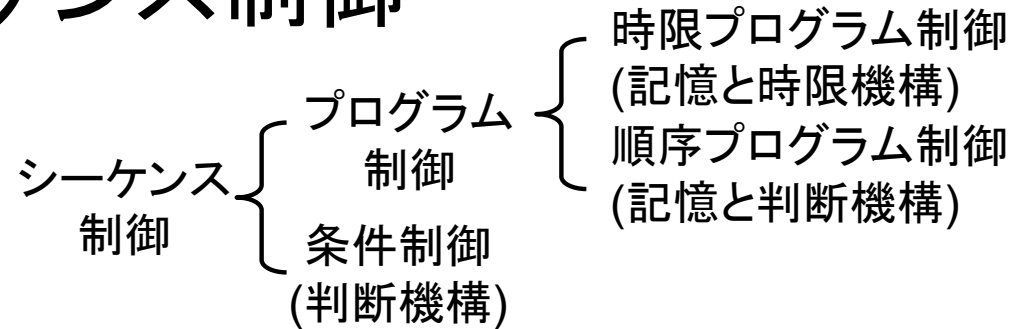 ケンス制御
時限プログラム制御
(記憶と時限機構)
順序プログラム制御
(記憶と判断機構)
プログラム
制御
シーケンス
制御
条件制御
(判断機構)